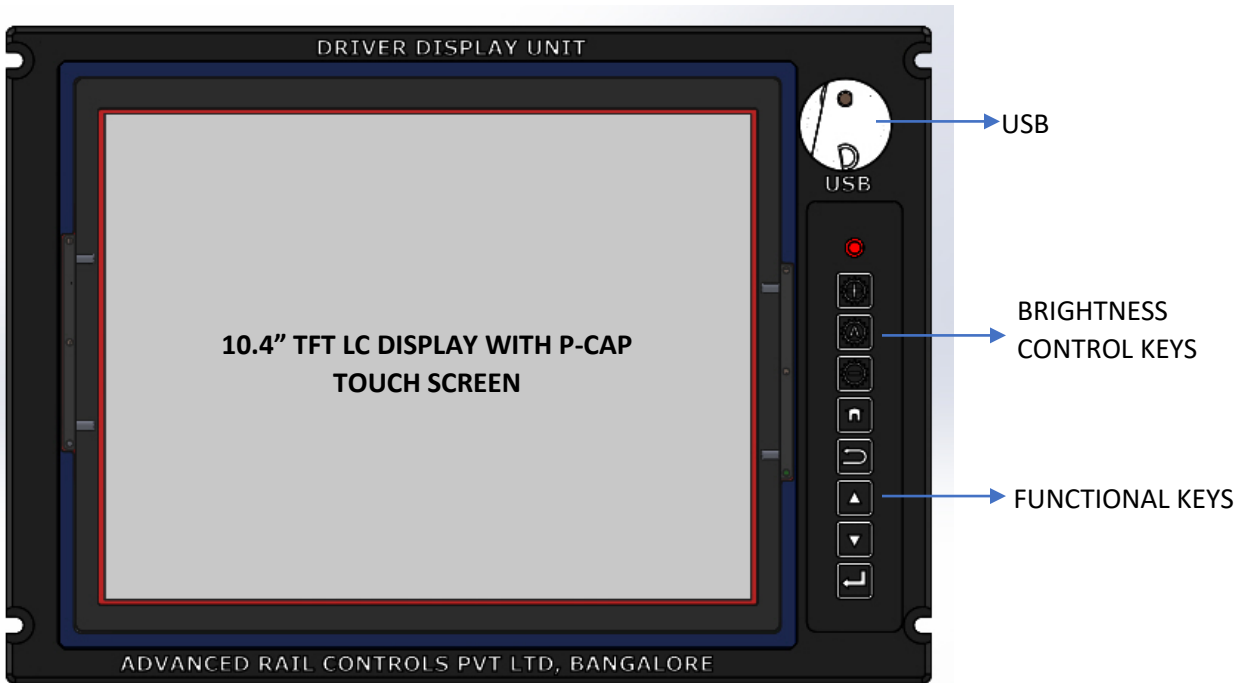 DRIVER DISPLAY UNIT
USB
USB
BRIGHTNESS
CONTROL KEYS
10.4” TFT LC DISPLAY WITH P-CAP
TOUCH SCREEN
FUNCTIONAL KEYS
ADVANCED RAIL CONTROLS PVT LTD, BANGALORE